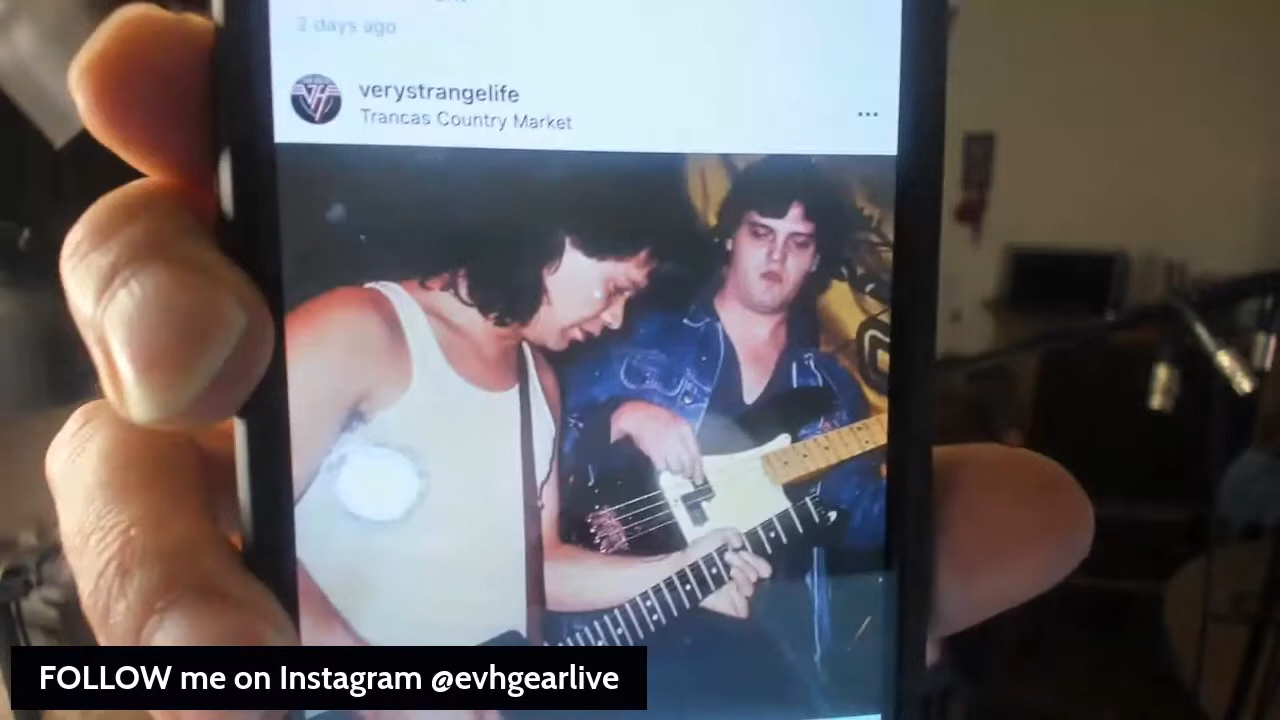 2 days ago
verystrangelife
Trancas Country Market
...
FOLLOW me on Instagram @evhgearlive